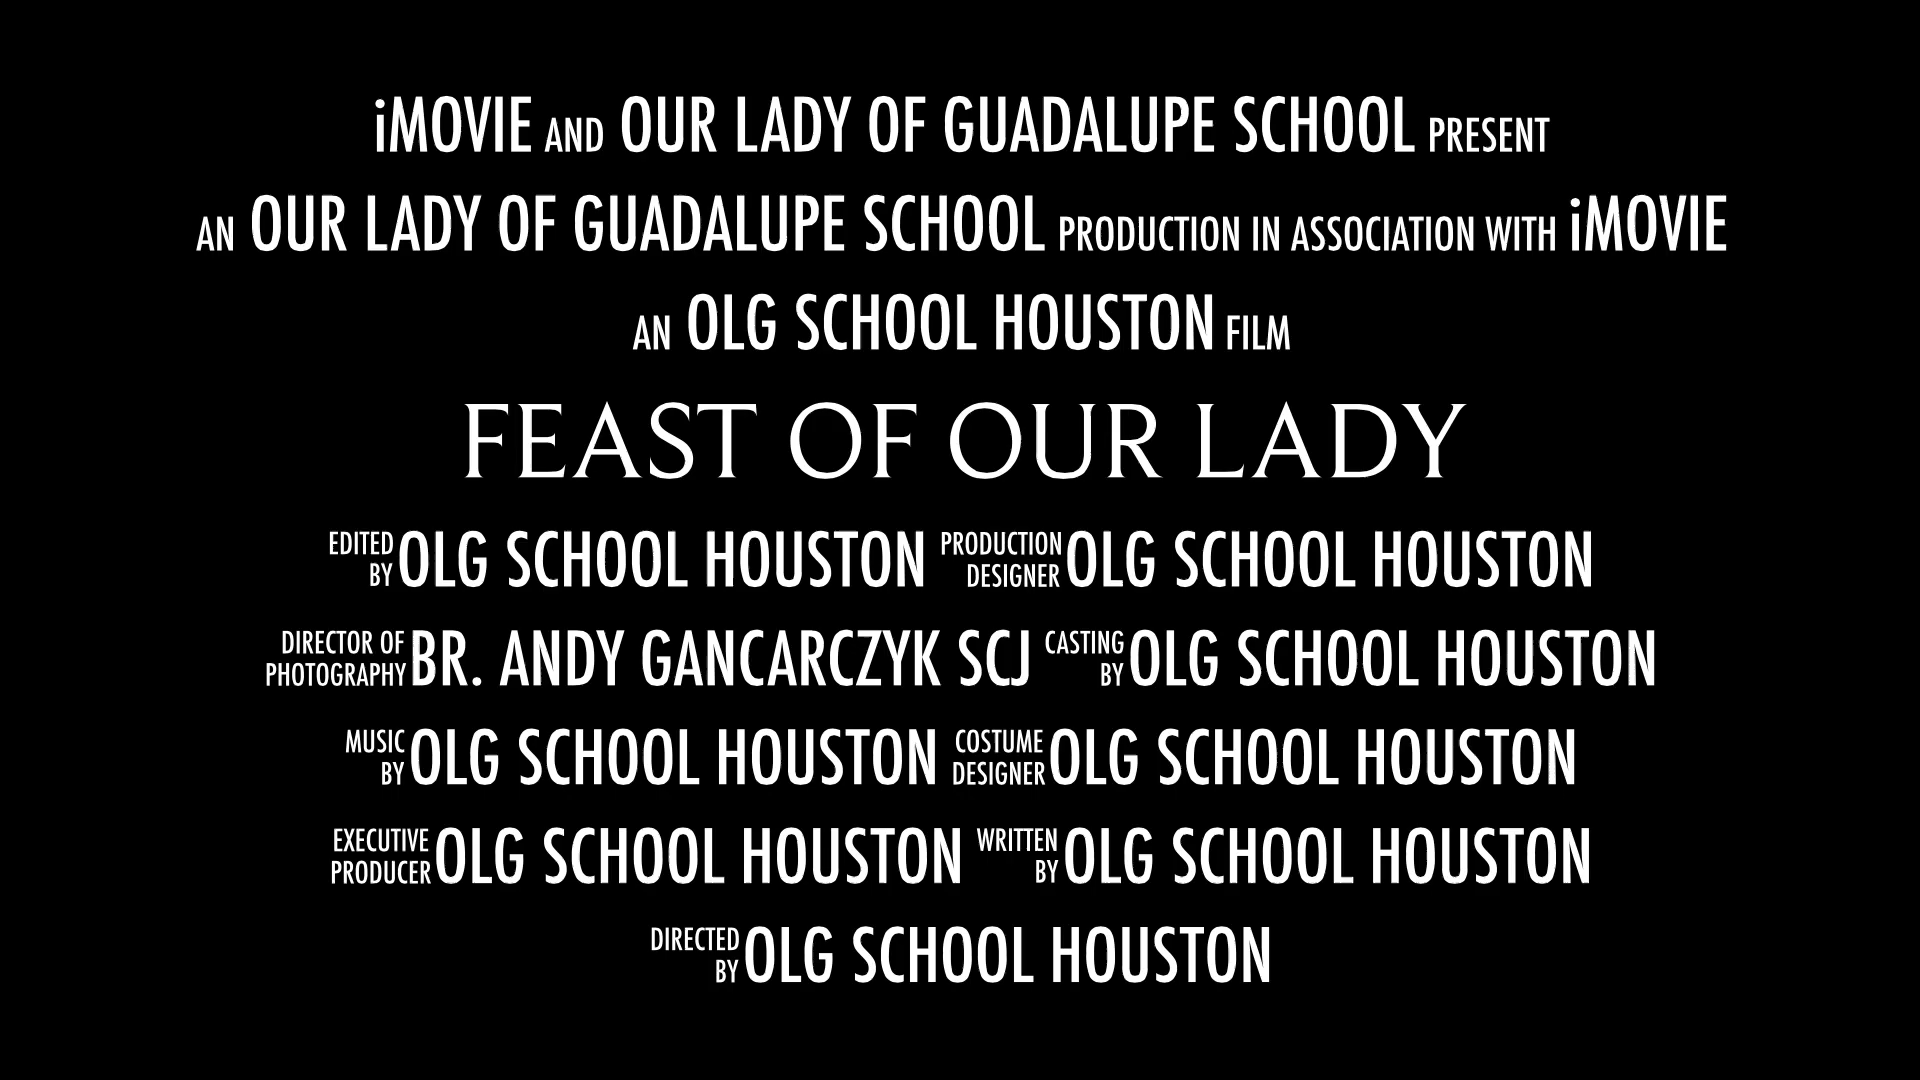 iMOVIE AND OUR LADY OF GUADALUPE SCHOOL PRESENT
AN OUR LADY OF GUADALUPE SCHOOL PRODUCTION IN ASSOCIATION WITH iMOVIE
AN OLG SCHOOL HOUSTON FILM
FEAST OF OUR LADY
EDITED BY OLG SCHOOL HOUSTON PRODUCTION DESIGNER OLG SCHOOL HOUSTON
DIRECTOR OF PHOTOGRAPHY BR. ANDY GANCARCZYK SCJ CASTING BY OLG SCHOOL HOUSTON
MUSIC BY OLG SCHOOL HOUSTON COSTUME DESIGNER OLG SCHOOL HOUSTON
EXECUTIVE PRODUCER OLG SCHOOL HOUSTON WRITTEN BY OLG SCHOOL HOUSTON
DIRECTED BY OLG SCHOOL HOUSTON